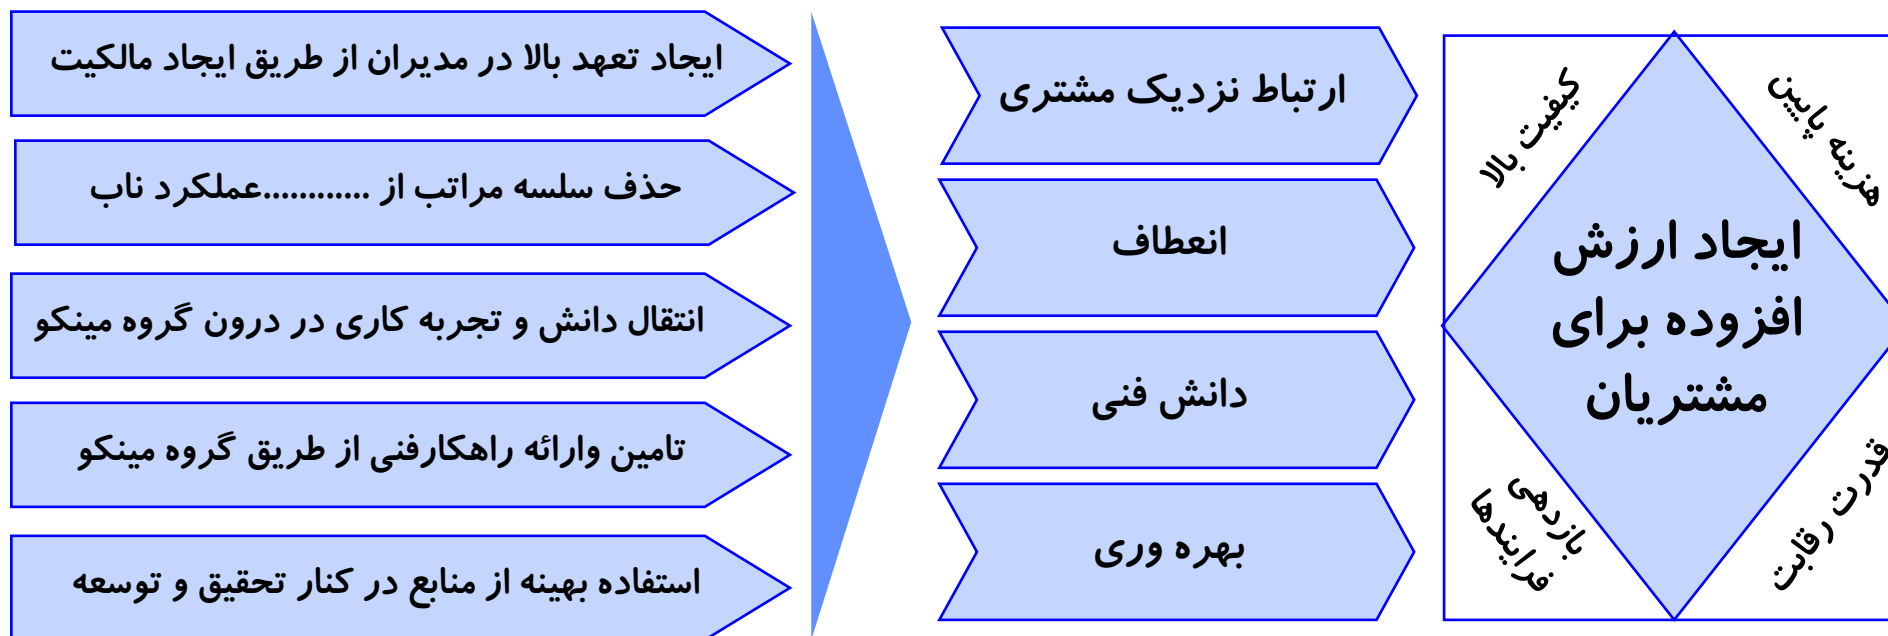 ایجاد تعهد بالا در مدیران از طریق ایجاد مالکیت
حذف سلسه مراتب از ............عملکرد ناب
انتقال دانش و تجربه کاری در درون گروه مینکو
تامین وارائه راهکارفنی از طریق گروه مینکو
استفاده بهینه از منابع در کنار تحقیق و توسعه
ارتباط نزدیک مشتری
انعطاف
دانش فنی
بهره وری
کیفیت بالا
هزینه پایین
ایجاد ارزش
افزوده برای
مشتریان
بازدهی
فرایندها
قدرت رقابت